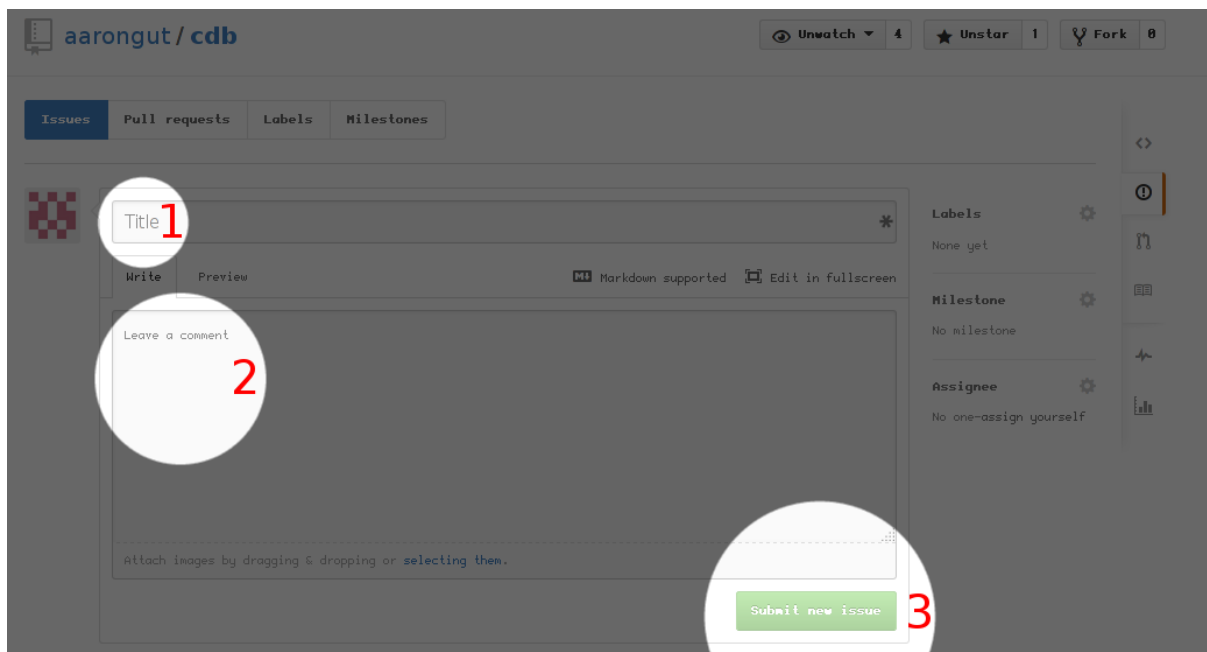 aarongut / cdb
Unwatch 4
Unstar 1
Fork 0
Issues Pull requests Labels Milestones
Title 1
Labels
None yet
Write Preview Markdown supported Edit in fullscreen
Milestone
No milestone
Leave a comment
2
Assignee
No one—assign yourself
Attach images by dragging & dropping or selecting them.
Submit new issue 3